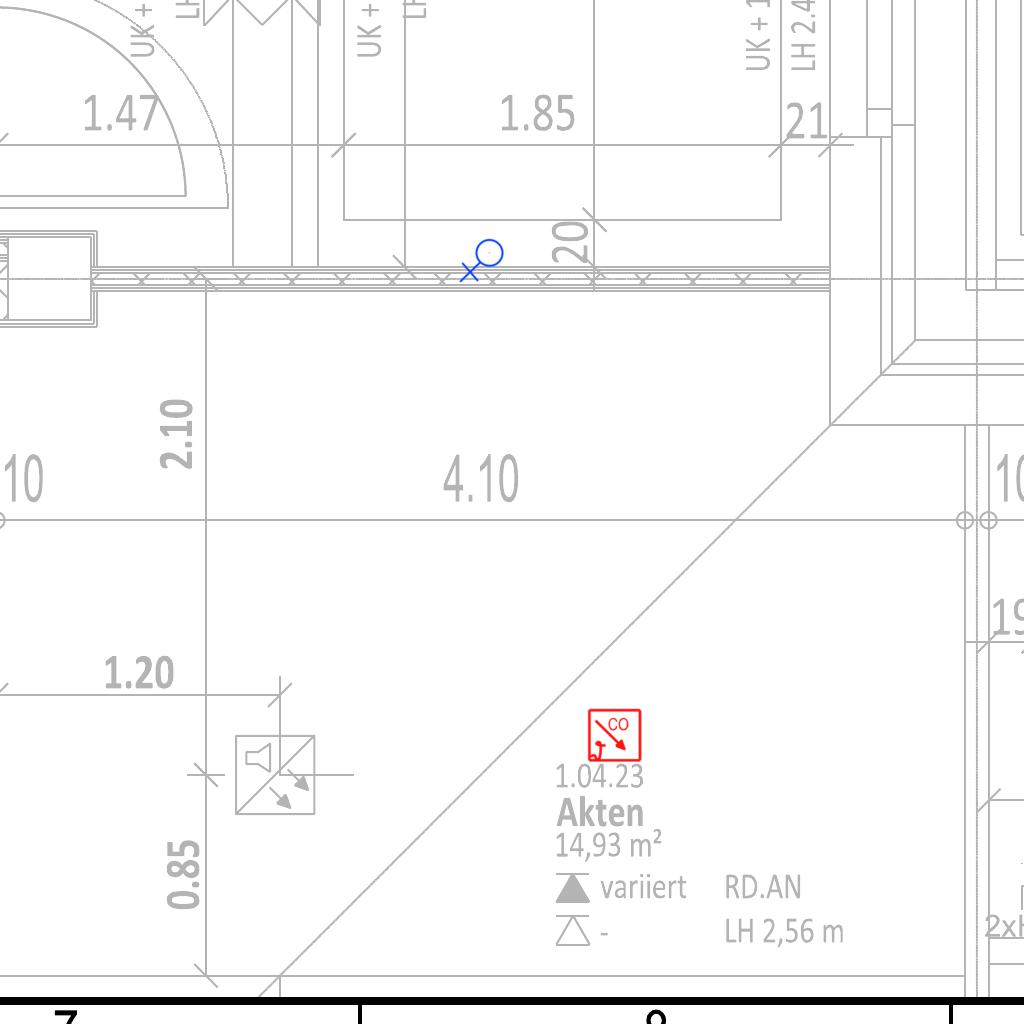 UK +
LH
UK +
LH
UK + 1
LH 2.4
1.47
1.85
21
20
2.10
10
4.10
10
19
1.20
CO
1.04.23
Akten
14,93 m²
0.85
variiert RD.AN
- LH 2,56 m
2xH
7